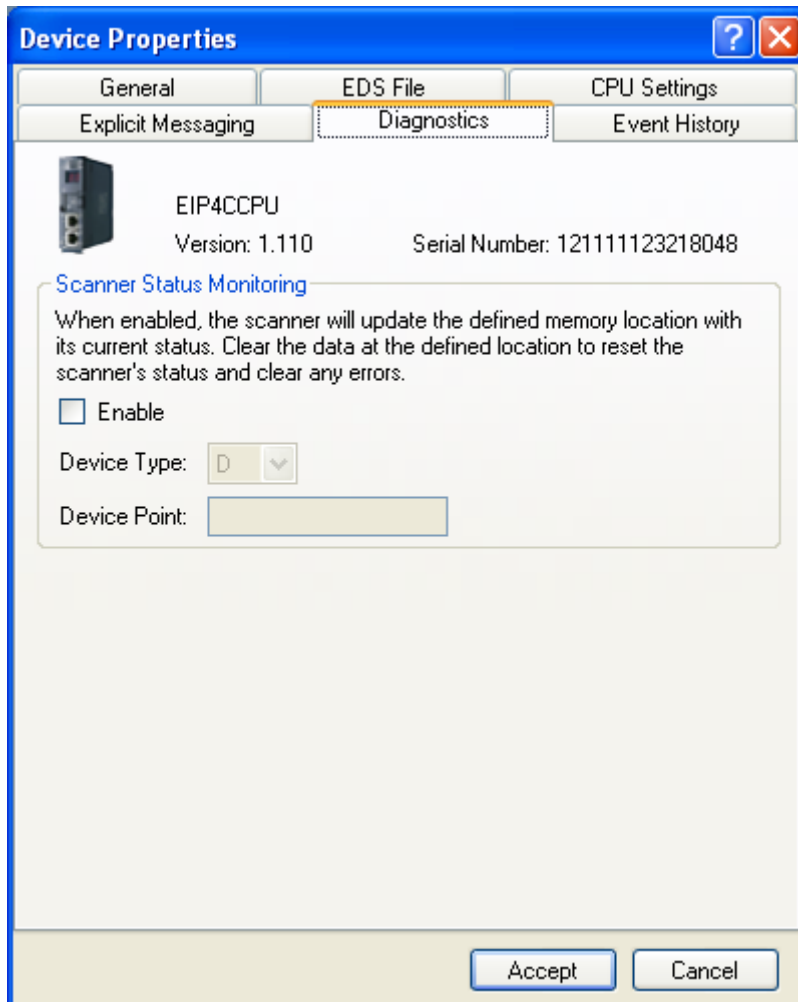 Device Properties
General
EDS File
CPU Settings
Explicit Messaging
Diagnostics
Event History
EIP4CCPU
Version: 1.110
Serial Number: 121111123218048
Scanner Status Monitoring
When enabled, the scanner will update the defined memory location with
its current status. Clear the data at the defined location to reset the
scanner's status and clear any errors.
Enable
Device Type: D
Device Point:
Accept
Cancel